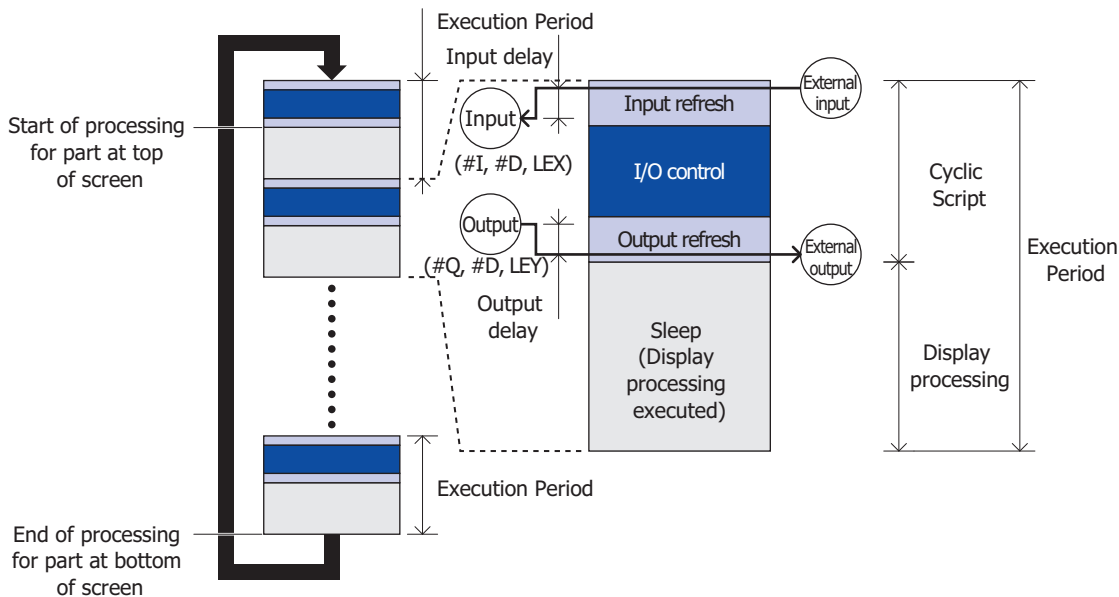 Execution Period
Input delay
External
input
Input
Input refresh
Start of processing
for part at top
of screen
(#I, #D, LEX)
I/O control
Cyclic
Script
Output
Output refresh
External
output
(#Q, #D, LEY)
Execution
Period
Output
delay
Sleep
(Display
processing
executed)
Display
processing
Execution Period
End of processing
for part at bottom
of screen